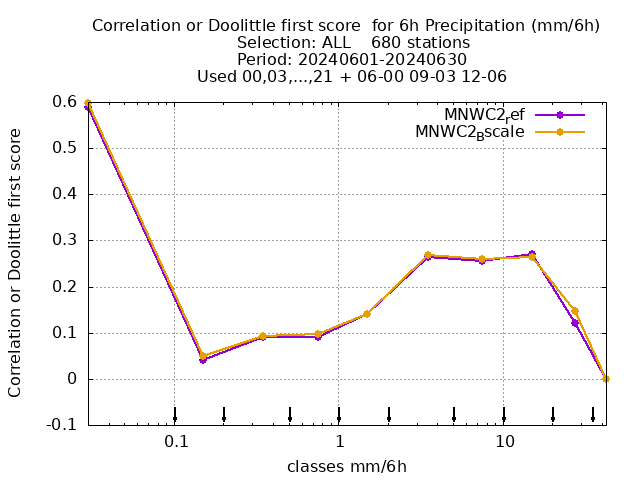 Correlation or Doolittle first score  for 6h Precipitation (mm/6h)
Selection: ALL    680 stations
Period: 20240601-20240630
Used 00,03,...,21 + 06-00 09-03 12-06
MNWC2ref
MNWC2Bscale
0.6
0.5
0.4
0.3
0.2
0.1
0
-0.1
Correlation or Doolittle first score
0.1
1
10
classes mm/6h